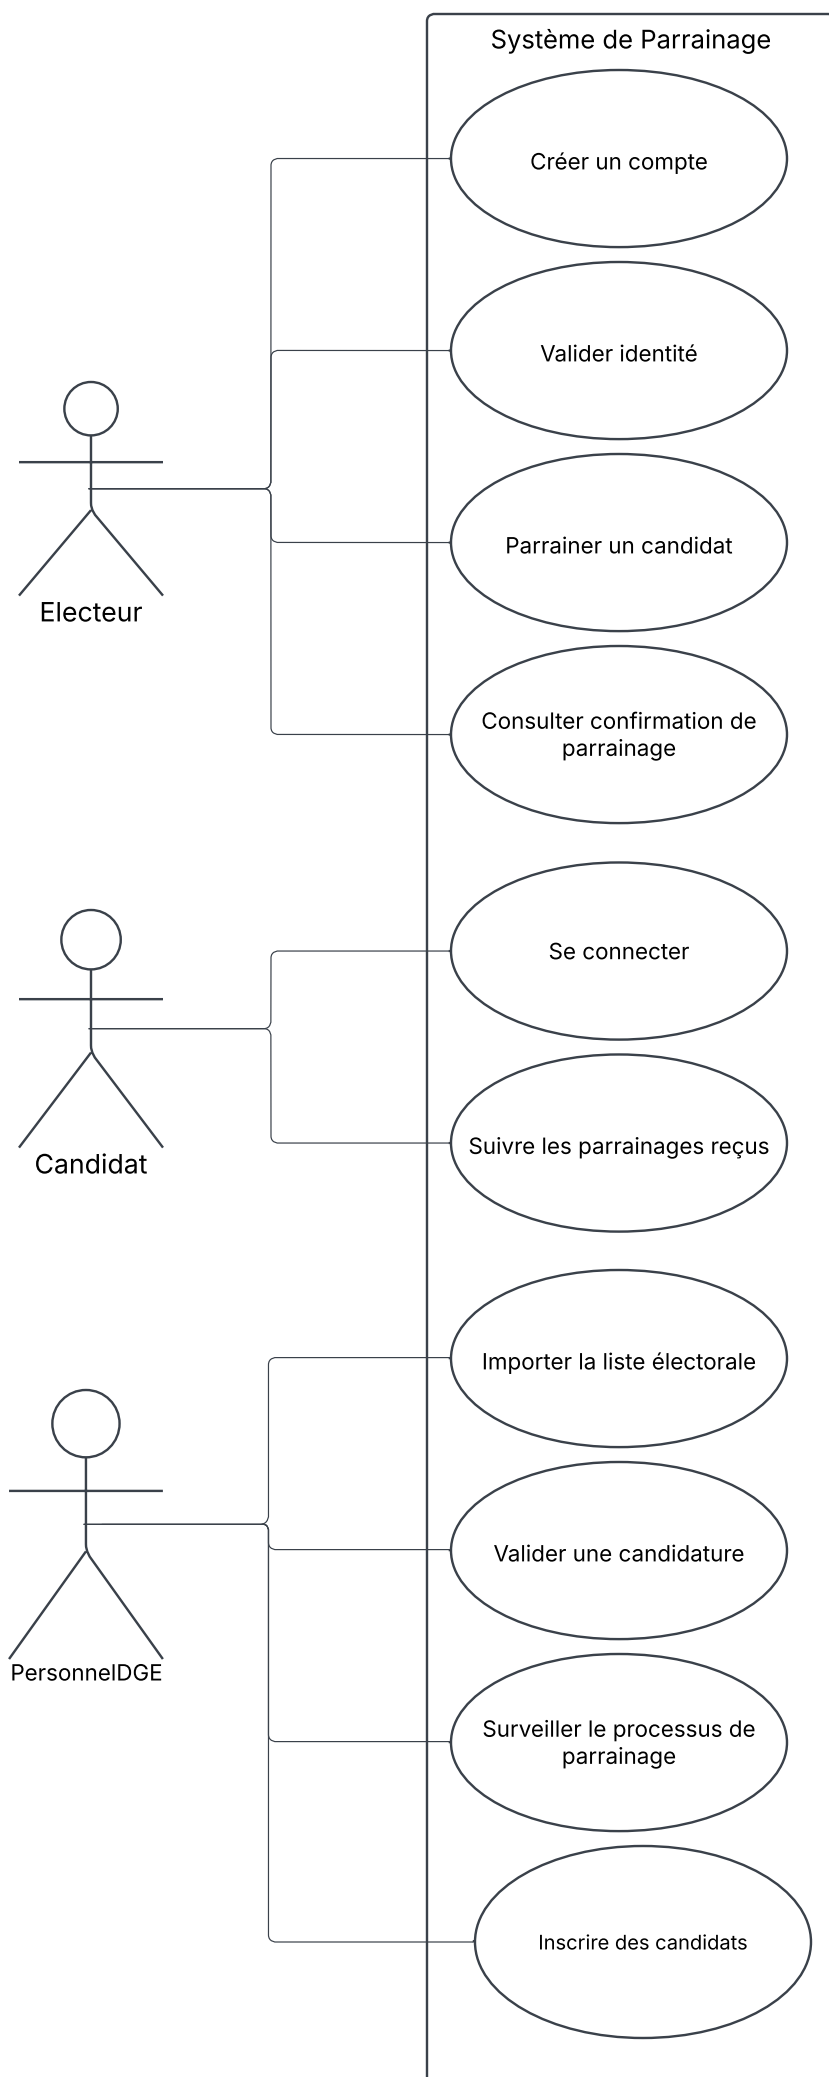 Système de Parrainage
Créer un compte
Valider identité
Parrainer un candidat
Electeur
Consulter confirmation de
parrainage
Se connecter
Suivre les parrainages reçus
Candidat
Importer la liste électorale
Valider une candidature
PersonnelDGE
Surveiller le processus de
parrainage
Inscrire des candidats